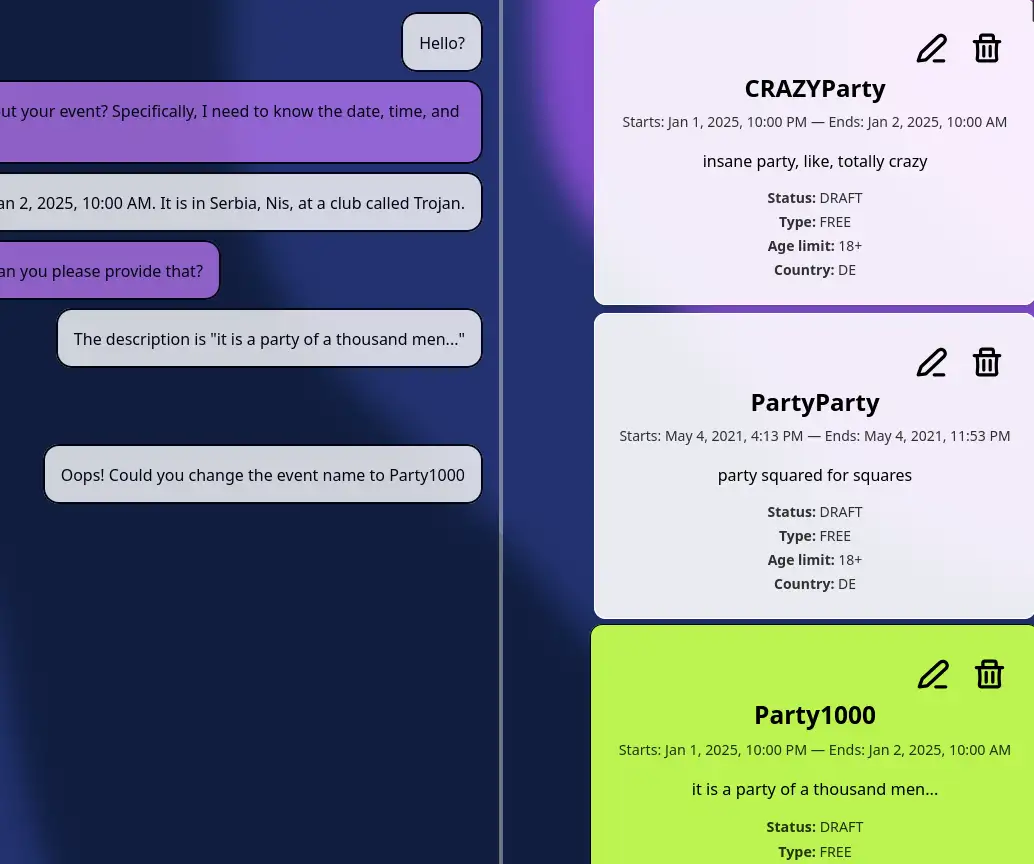 Hello?
ut your event? Specifically, I need to know the date, time, and
an 2, 2025, 10:00 AM. It is in Serbia, Nis, at a club called Trojan.
an you please provide that?
The description is "it is a party of a thousand men..."
Oops! Could you change the event name to Party1000
CRAZYParty
Starts: Jan 1, 2025, 10:00 PM — Ends: Jan 2, 2025, 10:00 AM
insane party, like, totally crazy
Status: DRAFT
Type: FREE
Age limit: 18+
Country: DE
PartyParty
Starts: May 4, 2021, 4:13 PM — Ends: May 4, 2021, 11:53 PM
party squared for squares
Status: DRAFT
Type: FREE
Age limit: 18+
Country: DE
Party1000
Starts: Jan 1, 2025, 10:00 PM — Ends: Jan 2, 2025, 10:00 AM
it is a party of a thousand men...
Status: DRAFT
Type: FREE